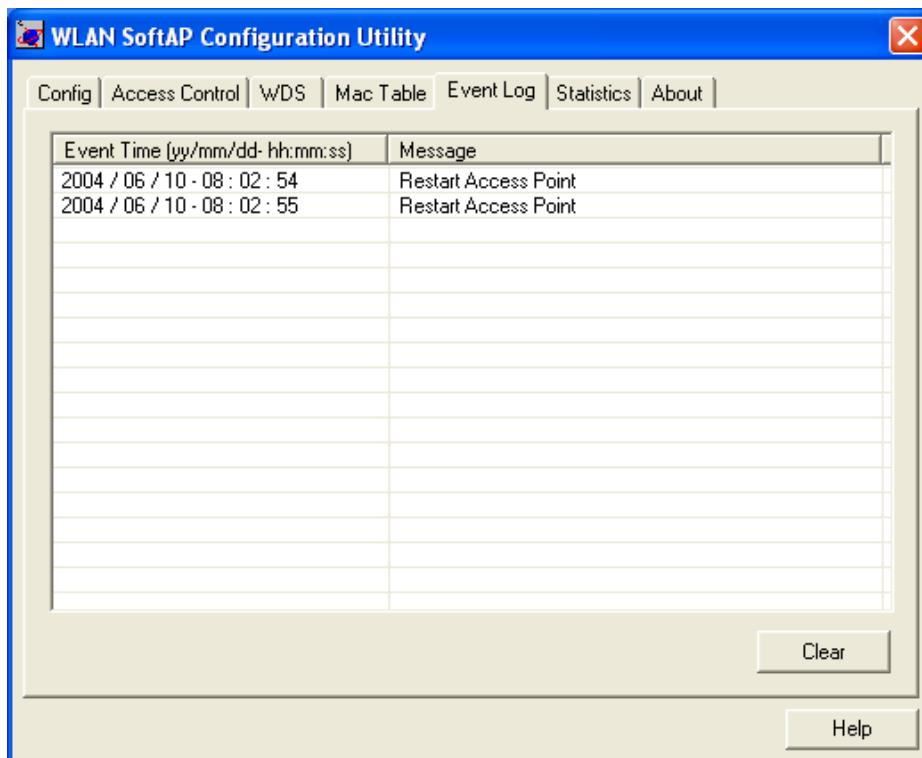 WLAN SoftAP Configuration Utility
Config Access Control WDS Mac Table Event Log Statistics About
Event Time (yy/mm/dd- hh:mm:ss) Message
2004 / 06 / 10 - 08 : 02 : 54 Restart Access Point
2004 / 06 / 10 - 08 : 02 : 55 Restart Access Point
Clear
Help